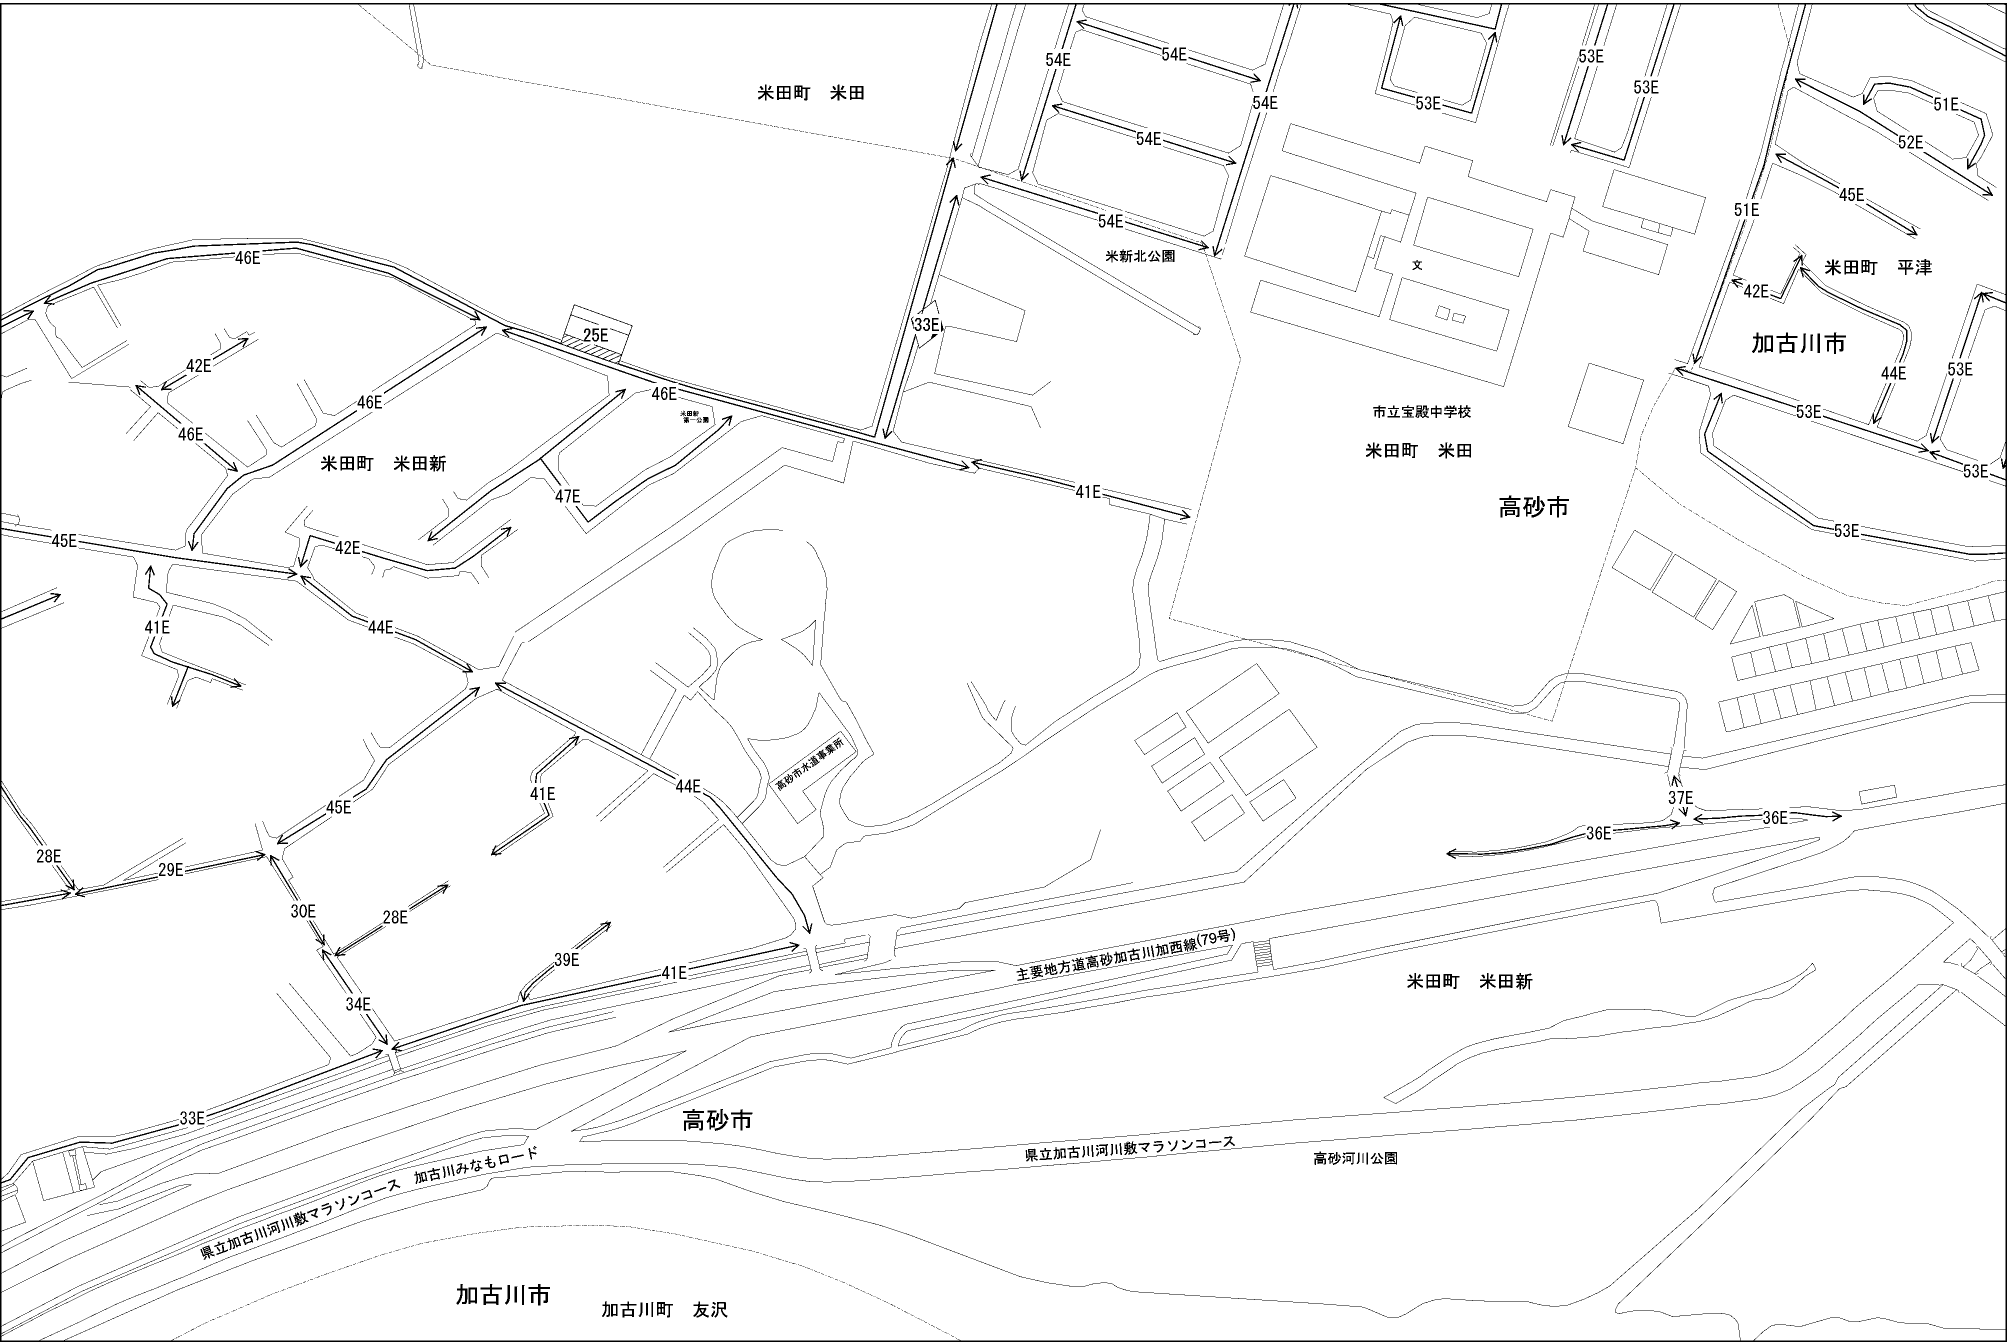 54E
54E
53E
53E
米田町　米田
54E
53E
51E
54E
52E
45E
51E
54E
46E
米新北公園
文
米田町　平津
42E
33E
25E
加古川市
42E
44E
53E
46E
46E
米田新
第一公園
市立宝殿中学校
53E
46E
米田町　米田
米田町　米田新
53E
47E
41E
高砂市
53E
45E
42E
41E
44E
高砂市水道事業所
44E
41E
45E
37E
36E
36E
28E
29E
30E
28E
主要地方道高砂加古川加西線(79号)
39E
41E
米田町　米田新
34E
33E
高砂市
県立加古川河川敷マラソンコース
高砂河川公園
県立加古川河川敷マラソンコース　加古川みなもロード
加古川市
加古川町　友沢